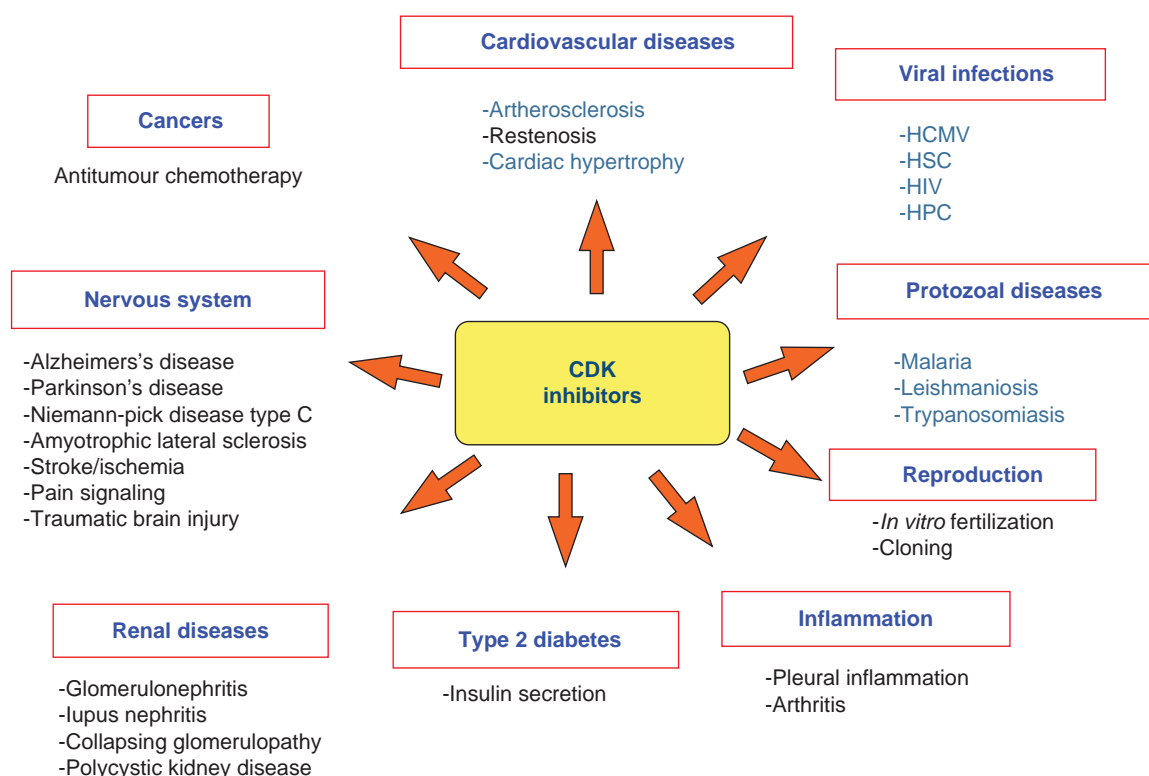 Cardiovascular diseases
-Artherosclerosis
-Restenosis
-Cardiac hypertrophy
Viral infections
-HCMV
-HSC
-HIV
-HPC
Cancers
Antitumour chemotherapy
Nervous system
-Alzheimers's disease
-Parkinson's disease
-Niemann-pick disease type C
-Amyotrophic lateral sclerosis
-Stroke/ischemia
-Pain signaling
-Traumatic brain injury
CDK
inhibitors
Protozoal diseases
-Malaria
-Leishmaniosis
-Trypanosomiasis
Reproduction
-In vitro fertilization
-Cloning
Renal diseases
-Glomerulonephritis
-Iupus nephritis
-Collapsing glomerulopathy
-Polycystic kidney disease
Type 2 diabetes
-Insulin secretion
Inflammation
-Pleural inflammation
-Arthritis